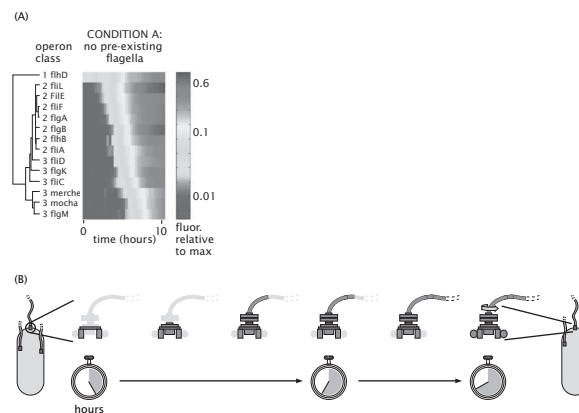 (A)
CONDITION A:
no pre-existing
flagella
operon
class
1 flhD
2 fliL
2 FilE
2 fliF
2 flgA
2 flgB
2 flhB
2 fliA
3 fliD
3 flgK
3 fliC
3 merche
3 mocha
3 flgM
0.6
0.1
0.01
0 10
time (hours)
fluor.
relative
to max
(B)
hours